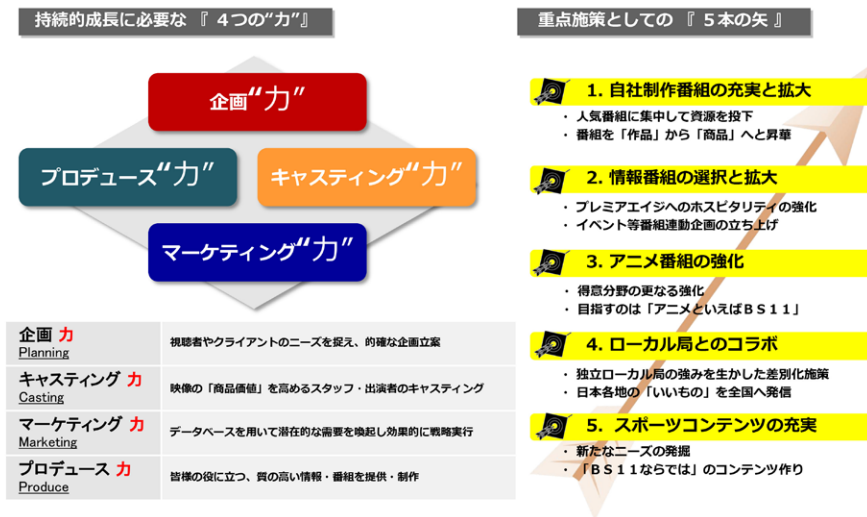 持続的成長に必要な 『 ４つの“力”』
企画“力”
プロデュース“力”
キャスティング“力”
マーケティング“力”
企画 力
Planning
視聴者やクライアントのニーズを捉え、的確な企画立案
キャスティング 力
Casting
映像の「商品価値」を高めるスタッフ・出演者のキャスティング
マーケティング 力
Marketing
データベースを用いて潜在的な需要を喚起し効果的に戦略実行
プロデュース 力
Produce
皆様の役に立つ、質の高い情報・番組を提供・制作
重点施策としての 『 ５本の矢 』
1. 自社制作番組の充実と拡大
・ 人気番組に集中して資源を投下
・ 番組を「作品」から「商品」へと昇華
2. 情報番組の選択と拡大
・ プレミアエイジへのホスピタリティの強化
・ イベント等番組連動企画の立ち上げ
3. アニメ番組の強化
・ 得意分野の更なる強化
・ 目指すのは「アニメといえばＢＳ１１」
4. ローカル局とのコラボ
・ 独立ローカル局の強みを生かした差別化施策
・ 日本各地の「いいもの」を全国へ発信
5. スポーツコンテンツの充実
・ 新たなニーズの発掘
・ 「ＢＳ１１ならでは」のコンテンツ作り